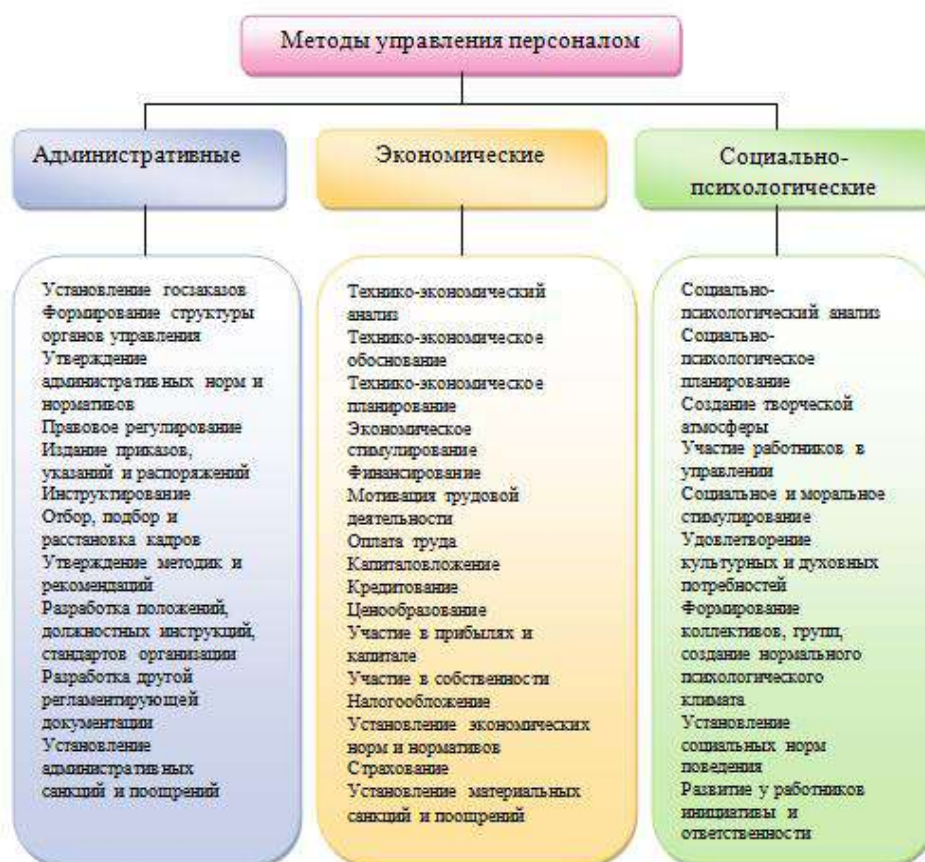 Методы управления персоналом
Административные
Экономические
Социально-
психологические
Установление госзаказов
Формирование структуры
органов управления
Утверждение
административных норм и
нормативов
Правовое регулирование
Издание приказов,
указаний и распоряжений
Инструктирование
Отбор, подбор и
расстановка кадров
Утверждение методик и
рекомендаций
Разработка положений,
должностных инструкций,
стандартов организации
Разработка другой
регламентирующей
документации
Установление
административных
санкций и поощрений
Технико-экономический
анализ
Технико-экономическое
обоснование
Технико-экономическое
планирование
Экономическое
стимулирование
Финансирование
Мотивация трудовой
деятельности
Оплата труда
Капиталовложение
Кредитование
Ценообразование
Участие в прибылях и
капитале
Участие в собственности
Налогообложение
Установление экономических
норм и нормативов
Страхование
Установление материальных
санкций и поощрений
Социально-
психологический анализ
Социально-
психологическое
планирование
Создание творческой
атмосферы
Участие работников в
управлении
Социальное и моральное
стимулирование
Удовлетворение
культурных и духовных
потребностей
Формирование
коллективов, групп,
создание нормального
психологического
климата
Установление
социальных норм
поведения
Развитие у работников
инициативы и
ответственности